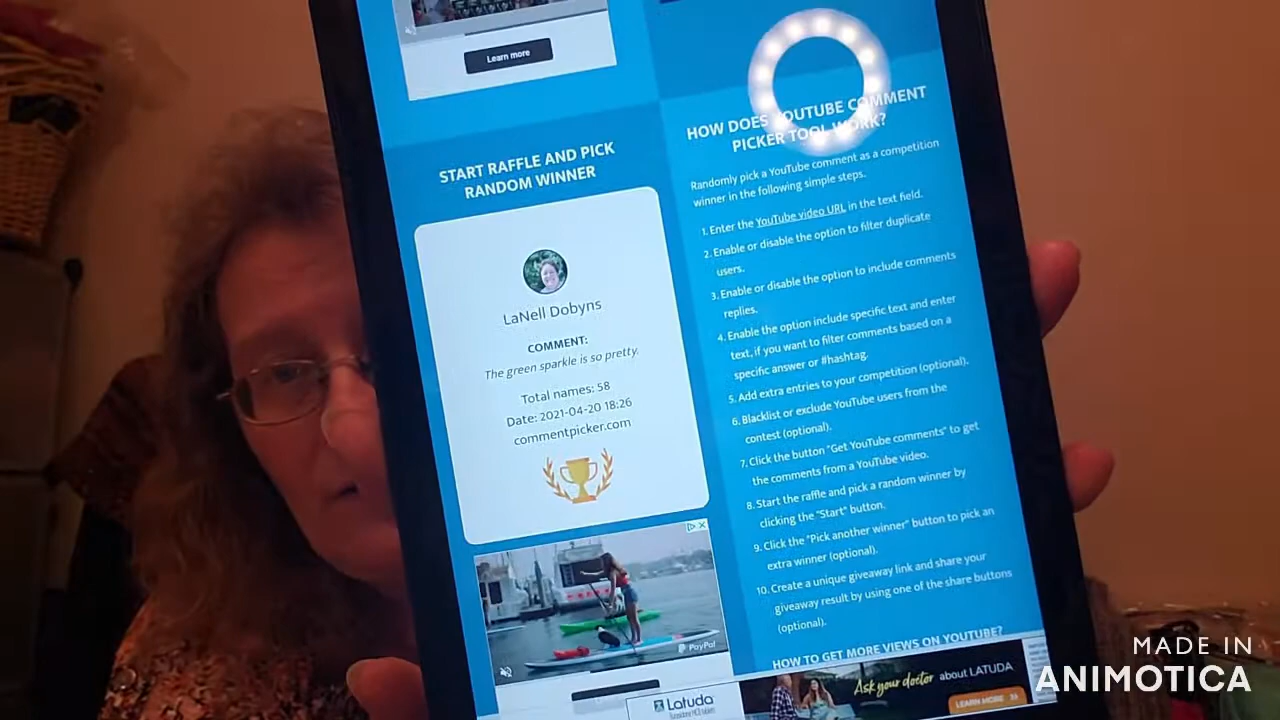 Learn more
START RAFFLE AND PICK
RANDOM WINNER
LaNell Dobyns
COMMENT:
The green sparkle is so pretty.
Total names: 58
Date: 2021-04-20 18:26
commentpicker.com
PayPal
HOW DOES YOUTUBE COMMENT
PICKER TOOL WORK?
Randomly pick a YouTube comment as a competition
winner in the following simple steps.
1. Enter the YouTube video URL in the text field.
2. Enable or disable the option to filter duplicate
users.
3. Enable or disable the option to include comments
replies.
4. Enable the option include specific text and enter
text, if you want to filter comments based on a
specific answer or #hashtag.
5. Add extra entries to your competition (optional).
6. Blacklist or exclude YouTube users from the
contest (optional).
7. Click the button "Get YouTube comments" to get
the comments from a YouTube video.
8. Start the raffle and pick a random winner by
clicking the "Start" button.
9. Click the "Pick another winner" button to pick an
extra winner (optional).
10. Create a unique giveaway link and share your
giveaway result by using one of the share buttons
(optional).
HOW TO GET MORE VIEWS ON YOUTUBE?
Latuda
Ask your doctor about LATUDA
LEARN MORE
MADE IN
ANIMOTICA